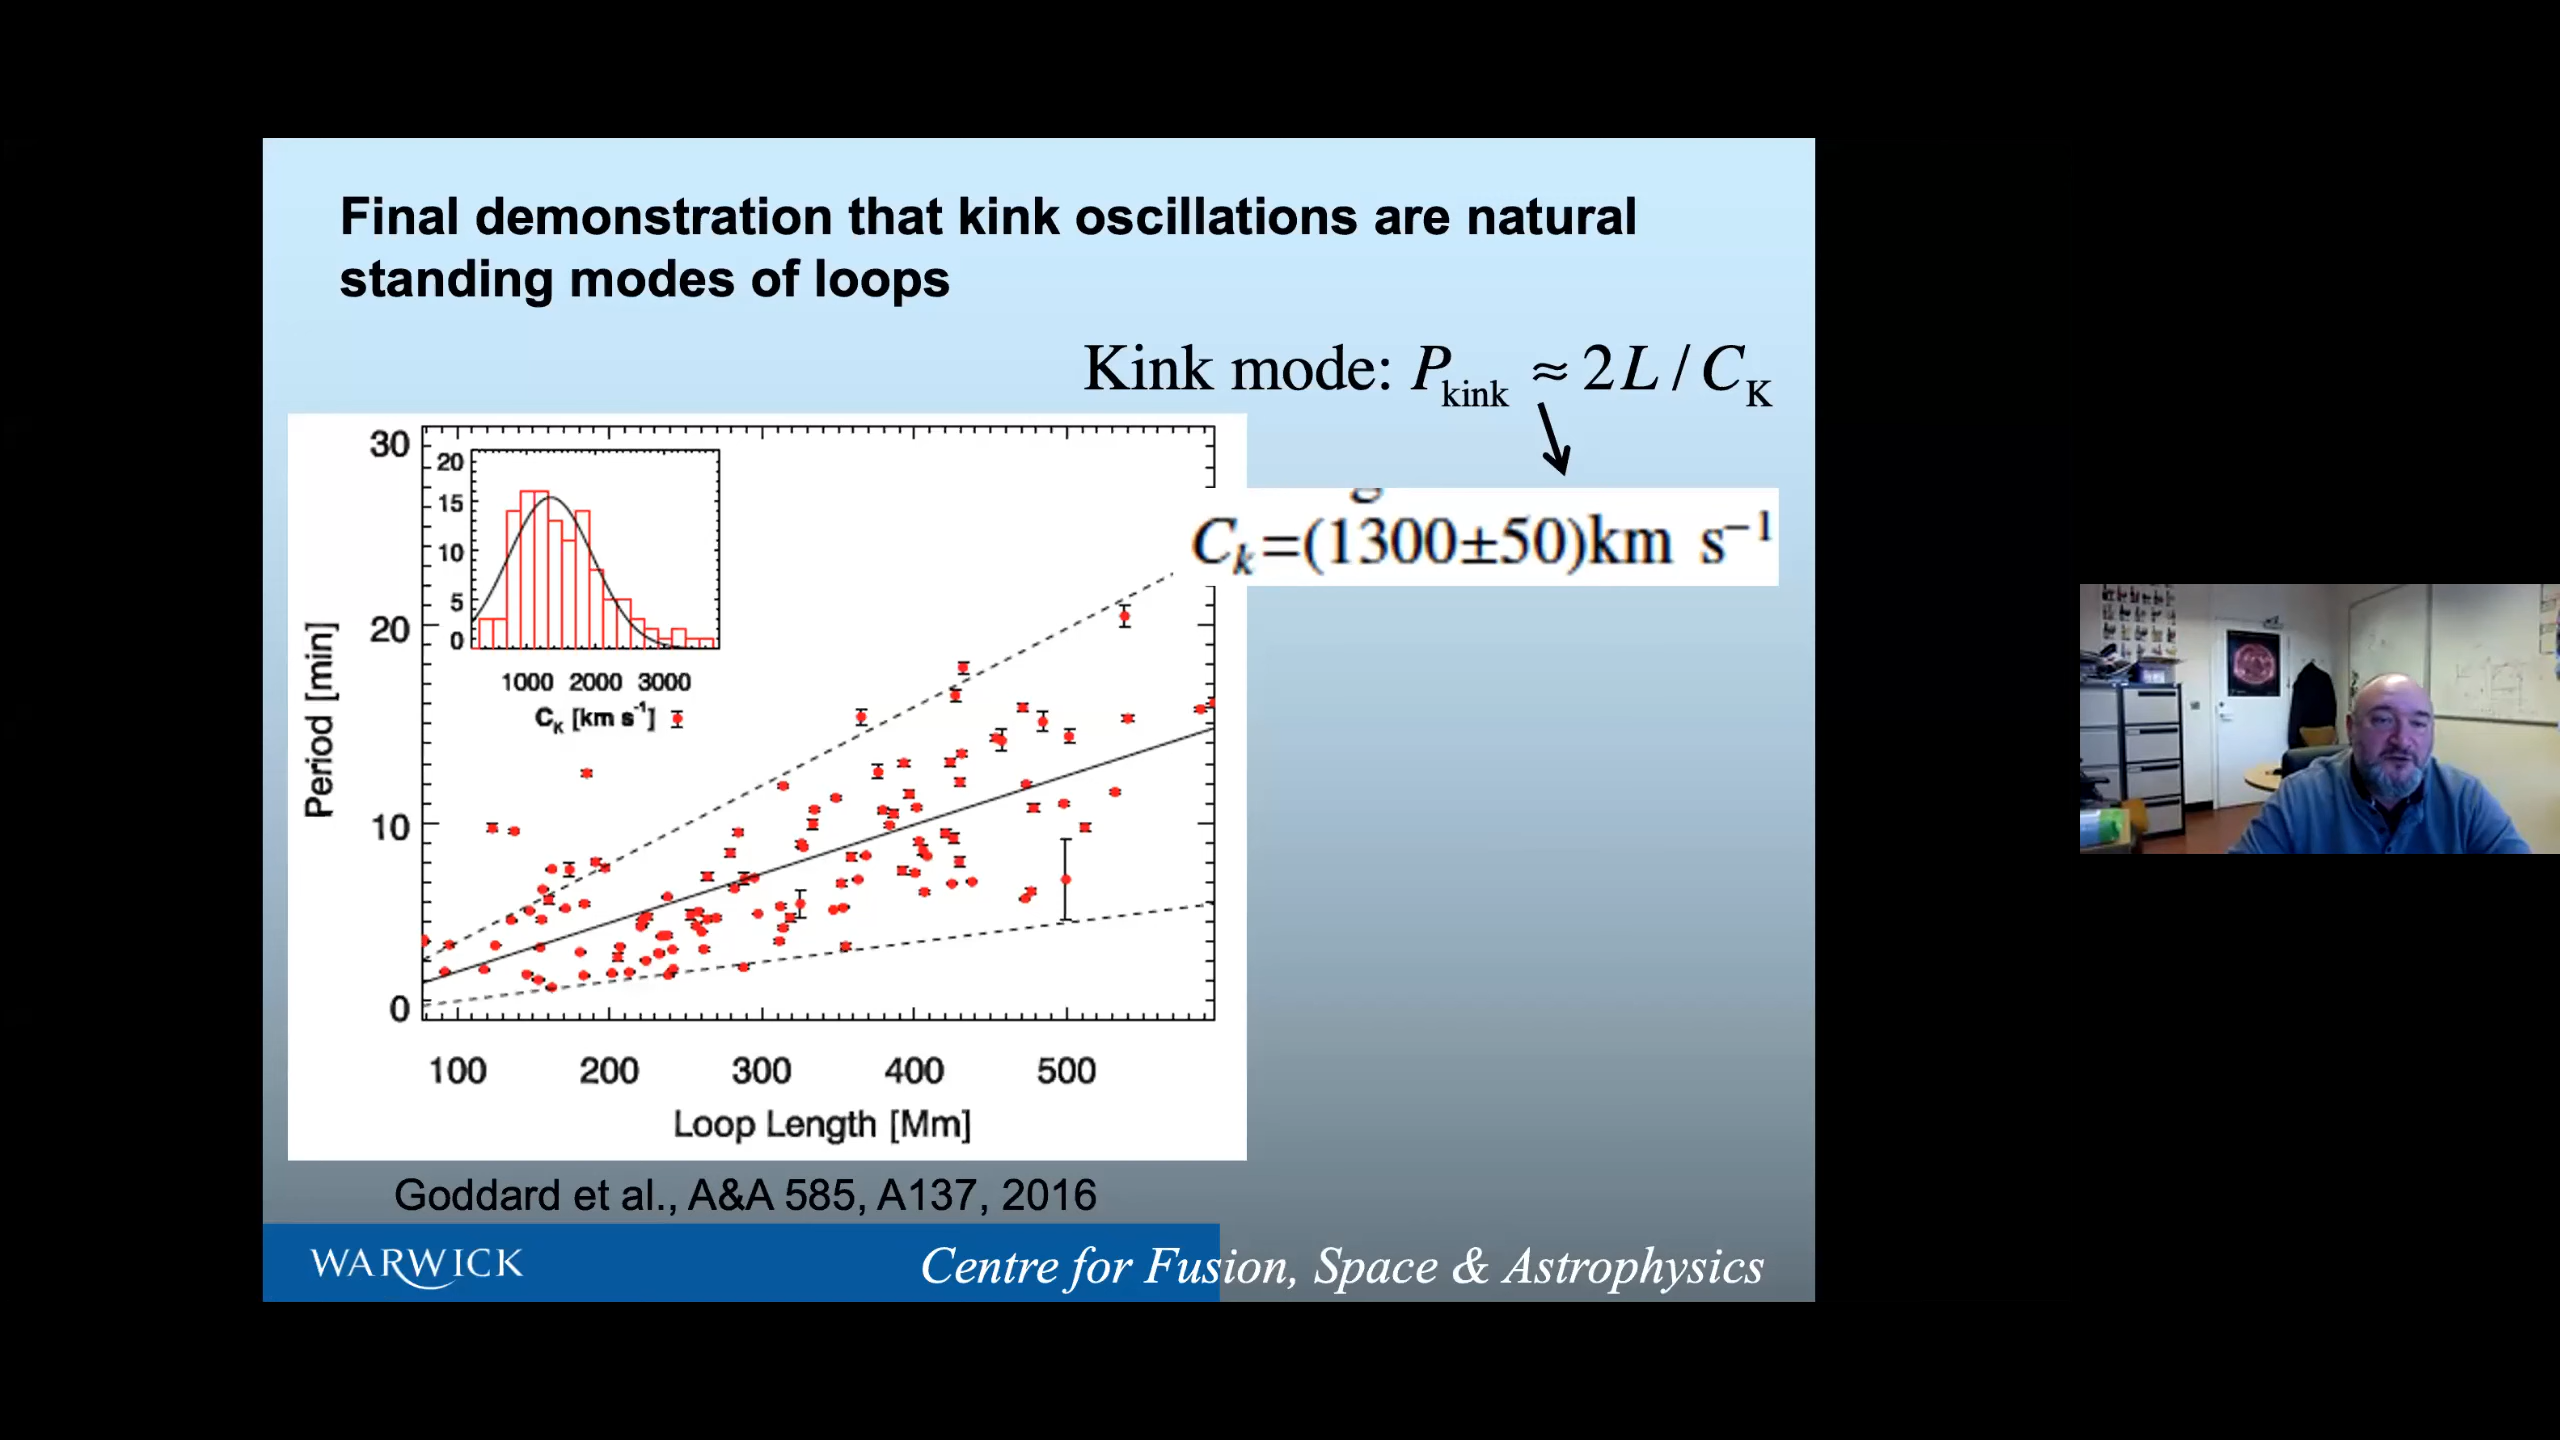 Final demonstration that kink oscillations are natural
standing modes of loops
Kink mode: P_kink ≈ 2L / C_K
C_k=(1300±50)km s⁻¹
30
20
10
0
Period [min]
20
15
10
5
0
1000 2000 3000
C_K [km s⁻¹]
100 200 300 400 500
Loop Length [Mm]
Goddard et al., A&A 585, A137, 2016
WARWICK
Centre for Fusion, Space & Astrophysics